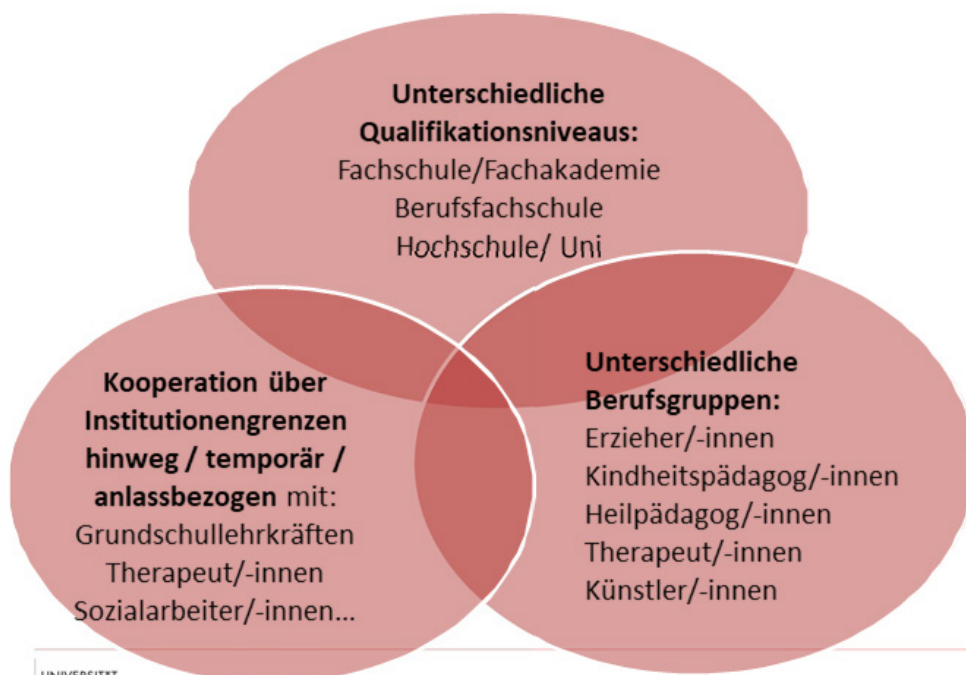 Unterschiedliche
Qualifikationsniveaus:
Fachschule/Fachakademie
Berufsfachschule
Hochschule/ Uni
Kooperation über
Institutionengrenzen
hinweg / temporär /
anlassbezogen mit:
Grundschullehrkräften
Therapeut/-innen
Sozialarbeiter/-innen...
Unterschiedliche
Berufsgruppen:
Erzieher/-innen
Kindheitspädagog/-innen
Heilpädagog/-innen
Therapeut/-innen
Künstler/-innen
UNIVERSITÄT